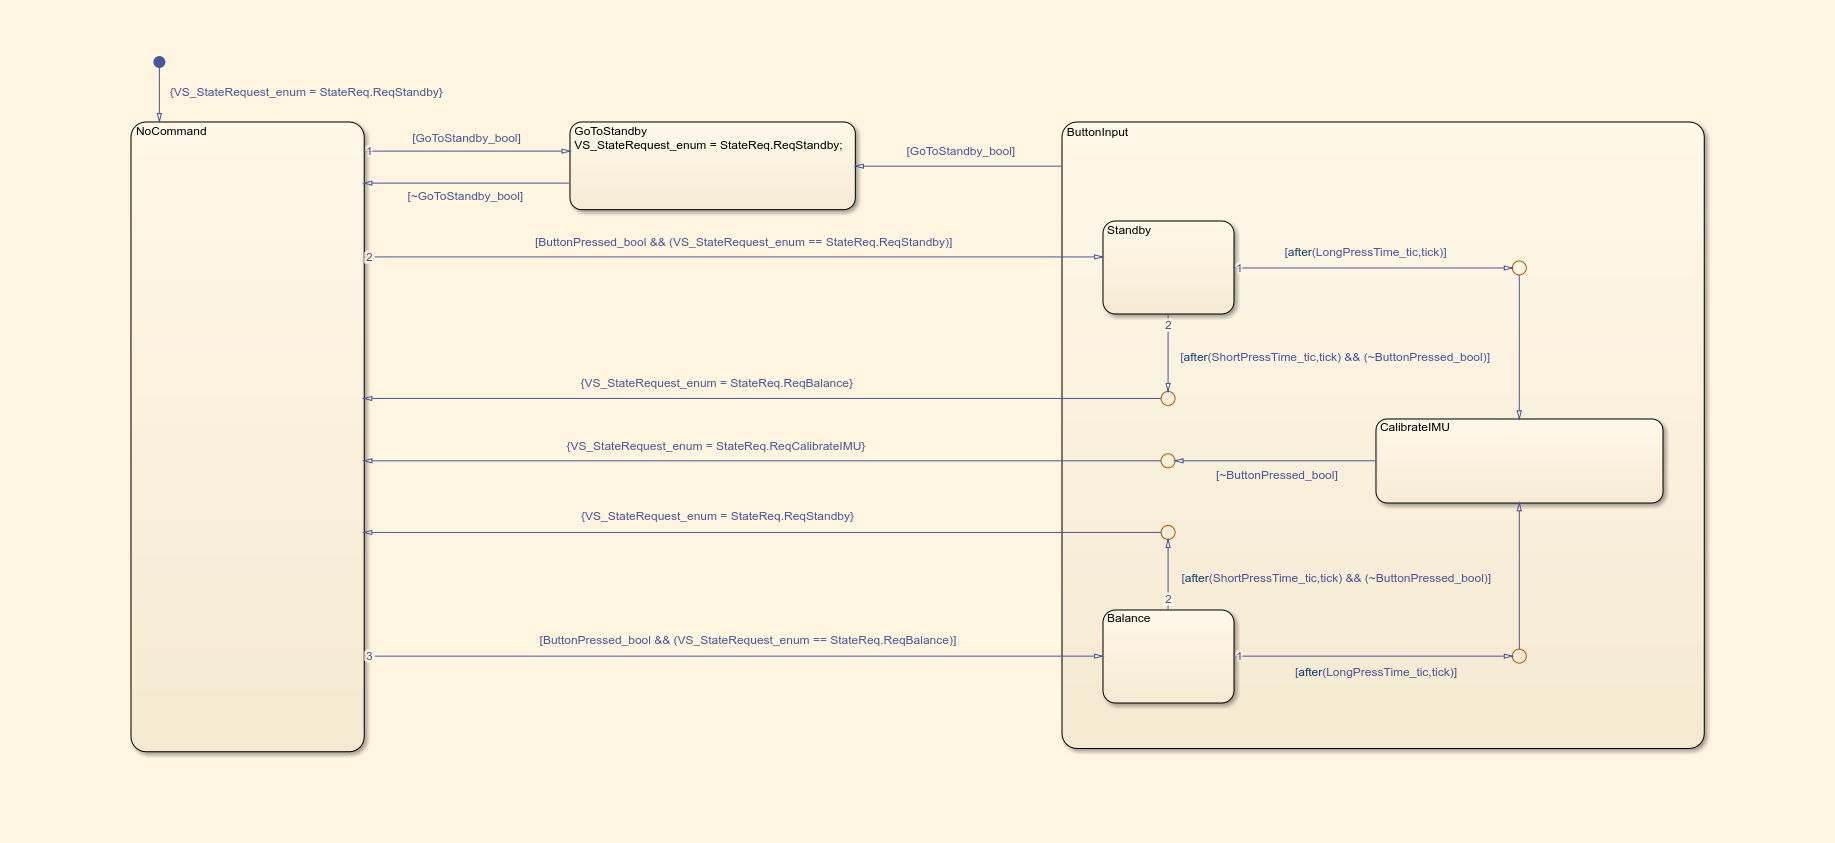 {VS_StateRequest_enum = StateReq.ReqStandby}
NoCommand
1
[GoToStandby_bool]
[~GoToStandby_bool]
GoToStandby
VS_StateRequest_enum = StateReq.ReqStandby;
[GoToStandby_bool]
ButtonInput
2
[ButtonPressed_bool && (VS_StateRequest_enum == StateReq.ReqStandby)]
Standby
1
[after(LongPressTime_tic,tick)]
2
[after(ShortPressTime_tic,tick) && (~ButtonPressed_bool)]
{VS_StateRequest_enum = StateReq.ReqBalance}
CalibrateIMU
{VS_StateRequest_enum = StateReq.ReqCalibrateIMU}
[~ButtonPressed_bool]
{VS_StateRequest_enum = StateReq.ReqStandby}
[after(ShortPressTime_tic,tick) && (~ButtonPressed_bool)]
2
Balance
3
[ButtonPressed_bool && (VS_StateRequest_enum == StateReq.ReqBalance)]
1
[after(LongPressTime_tic,tick)]